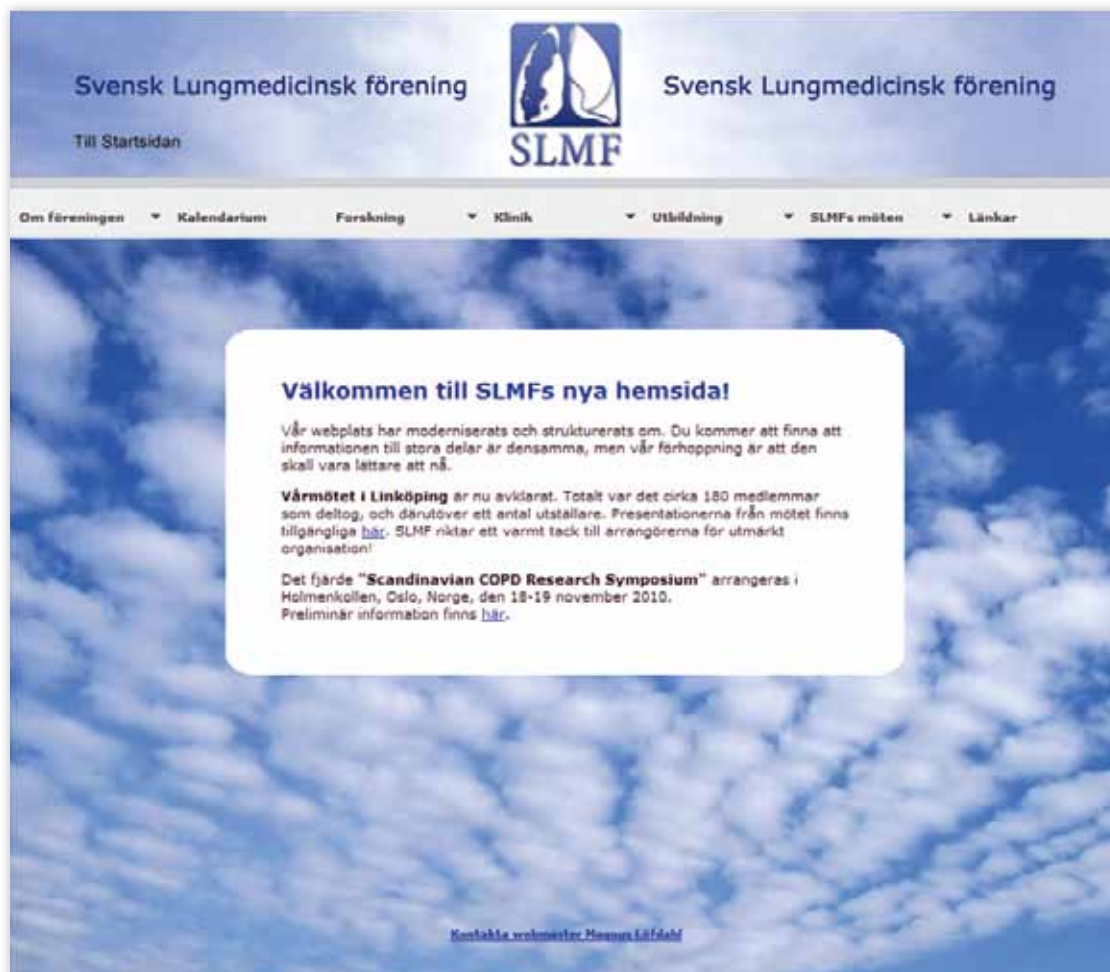 Svensk Lungmedicinsk förening
SLMF
Svensk Lungmedicinsk förening
Till Startsidan
Om föreningen Kalendarium Forskning Klinik Utbildning SLMFs möten Länkar
Välkommen till SLMFs nya hemsida!
Vår webplats har moderniserats och strukturerats om. Du kommer att finna att
informationen till stora delar är densamma, men vår förhoppning är att den
skall vara lättare att nå.
Vårmötet i Linköping är nu avklarat. Totalt var det cirka 180 medlemmar
som deltog, och därutöver ett antal utställare. Presentationerna från mötet finns
tillgängliga här. SLMF riktar ett varmt tack till arrangörerna för utmärkt
organisation!
Det fjärde "Scandinavian COPD Research Symposium" arrangeras i
Holmenkollen, Oslo, Norge, den 18-19 november 2010.
Preliminär information finns här.
Kontakta webmaster Magnus Löfdahl